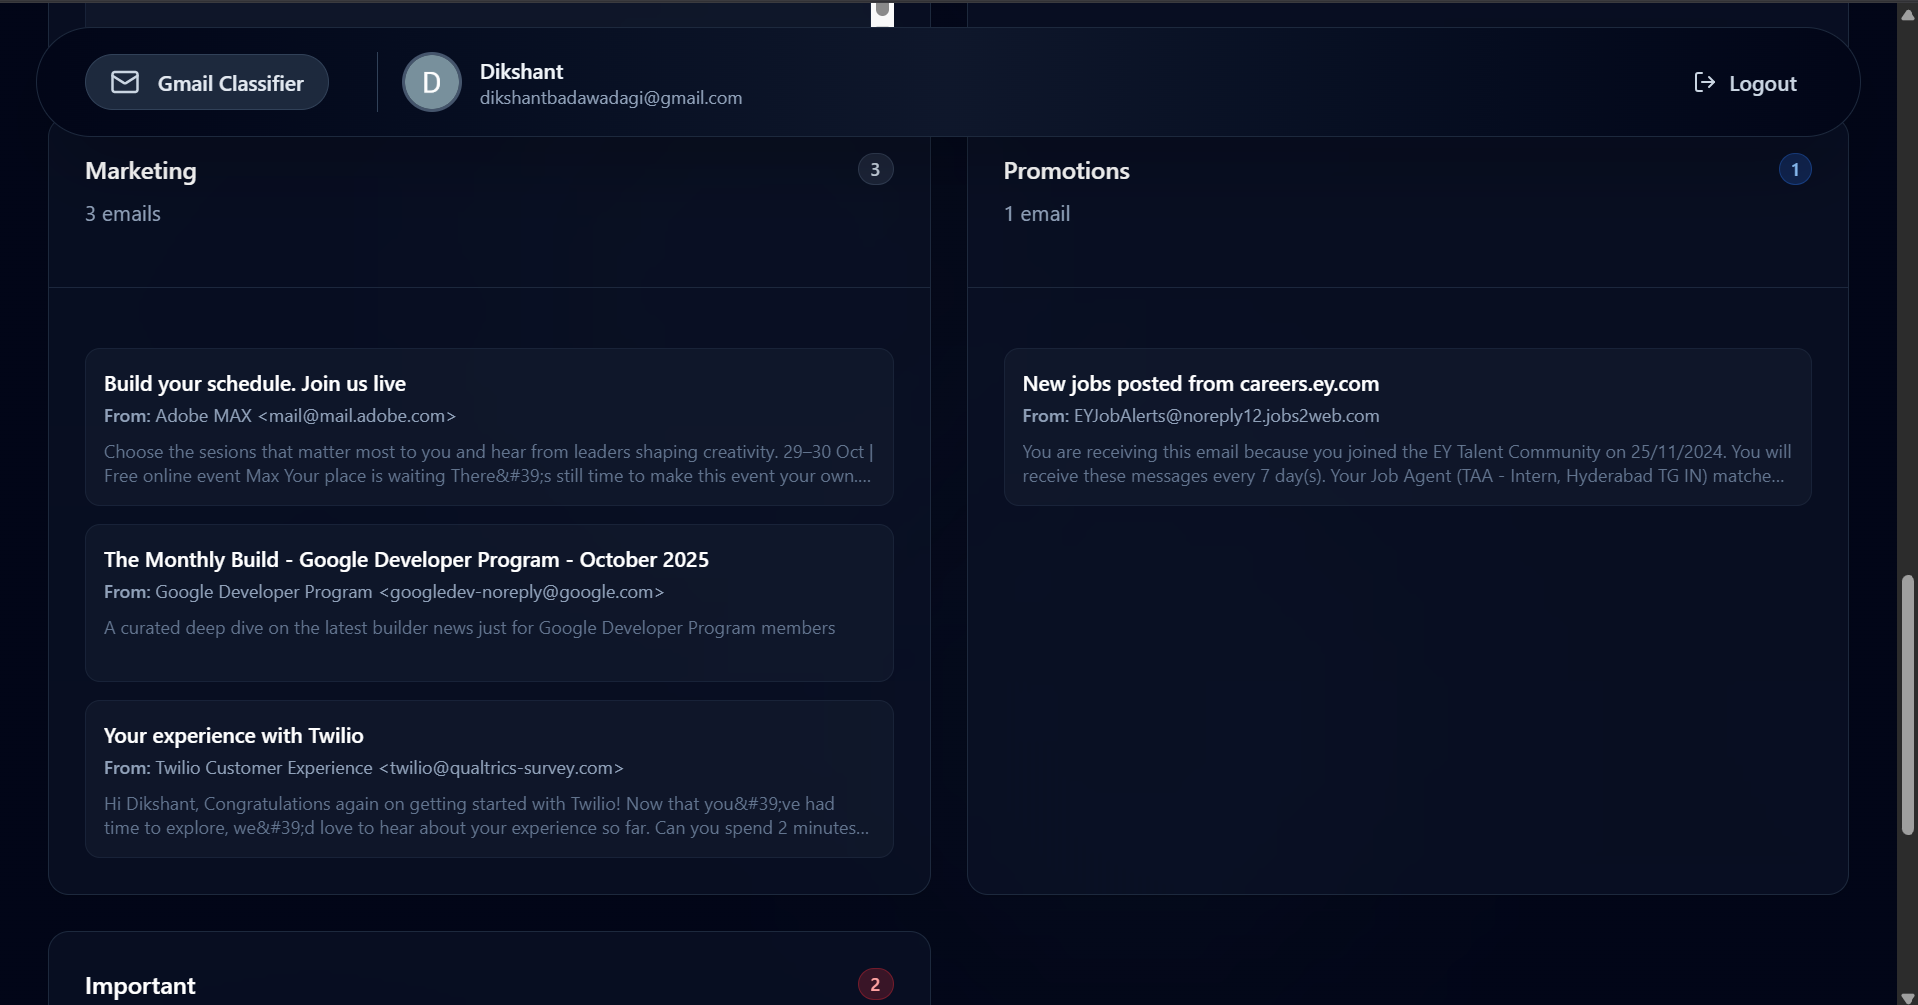 Gmail Classifier
D
Dikshant
dikshantbadawadagi@gmail.com
Logout
Marketing
3
3 emails
Build your schedule. Join us live
From: Adobe MAX <mail@mail.adobe.com>
Choose the sesions that matter most to you and hear from leaders shaping creativity. 29–30 Oct |
Free online event Max Your place is waiting There&#39;s still time to make this event your own....
The Monthly Build - Google Developer Program - October 2025
From: Google Developer Program <googledev-noreply@google.com>
A curated deep dive on the latest builder news just for Google Developer Program members
Your experience with Twilio
From: Twilio Customer Experience <twilio@qualtrics-survey.com>
Hi Dikshant, Congratulations again on getting started with Twilio! Now that you&#39;ve had
time to explore, we&#39;d love to hear about your experience so far. Can you spend 2 minutes...
Promotions
1
1 email
New jobs posted from careers.ey.com
From: EYJobAlerts@noreply12.jobs2web.com
You are receiving this email because you joined the EY Talent Community on 25/11/2024. You will
receive these messages every 7 day(s). Your Job Agent (TAA - Intern, Hyderabad TG IN) matche...
Important
2